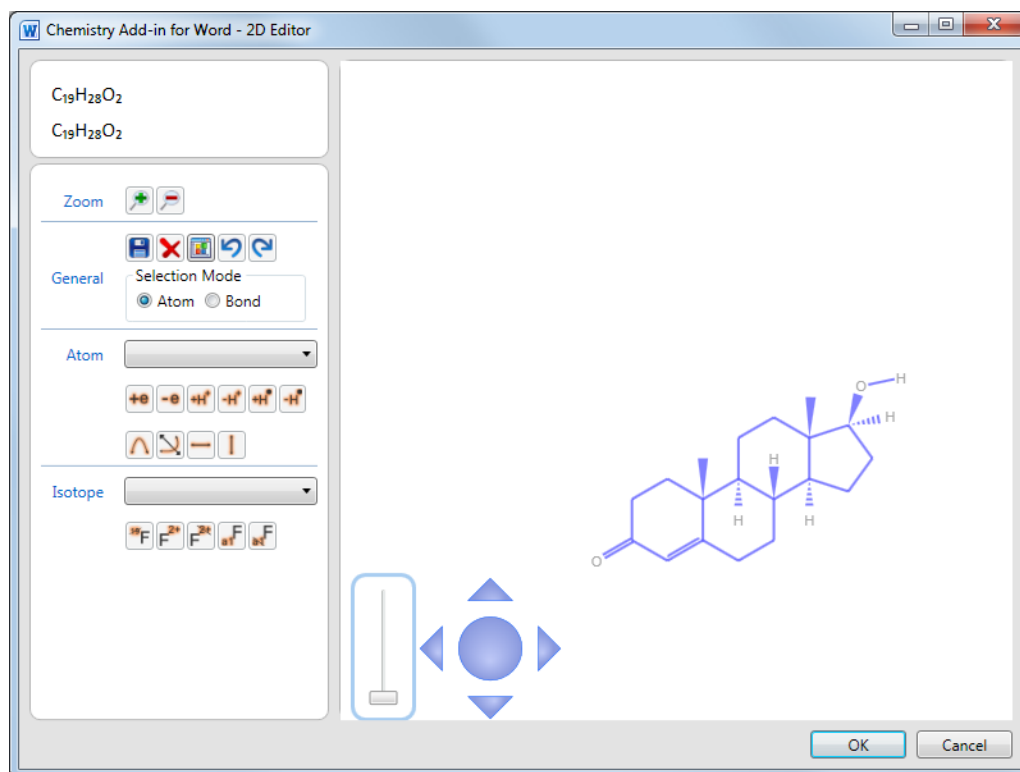 Chemistry Add-in for Word - 2D Editor
C₁₉H₂₈O₂
C₁₉H₂₈O₂
Zoom
General
Selection Mode
Atom Bond
Atom
+e -e +H⁺ -H⁺ +H• -H•
Isotope
O H
H
H
H H
O
OK Cancel